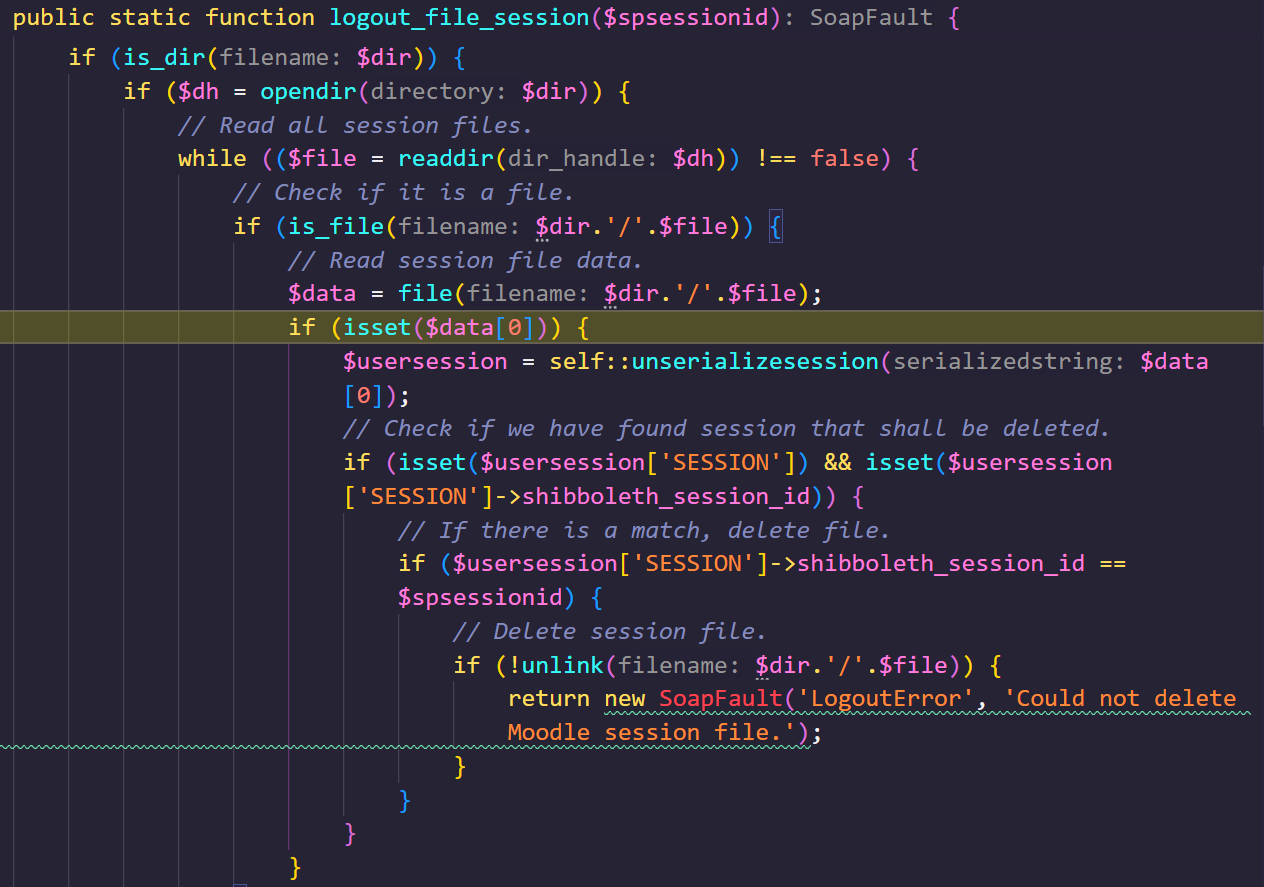 public static function logout_file_session($spsessionid): SoapFault {
if (is_dir(filename: $dir)) {
if ($dh = opendir(directory: $dir)) {
// Read all session files.
while (($file = readdir(dir_handle: $dh)) !== false) {
// Check if it is a file.
if (is_file(filename: $dir.'/'.$file)) {
// Read session file data.
$data = file(filename: $dir.'/'.$file);
if (isset($data[0])) {
$usersession = self::unserializesession(serializedstring: $data
[0]);
// Check if we have found session that shall be deleted.
if (isset($usersession['SESSION']) && isset($usersession
['SESSION']->shibboleth_session_id)) {
// If there is a match, delete file.
if ($usersession['SESSION']->shibboleth_session_id ==
$spsessionid) {
// Delete session file.
if (!unlink(filename: $dir.'/'.$file)) {
return new SoapFault('LogoutError', 'Could not delete
Moodle session file.');
}
}
}
}